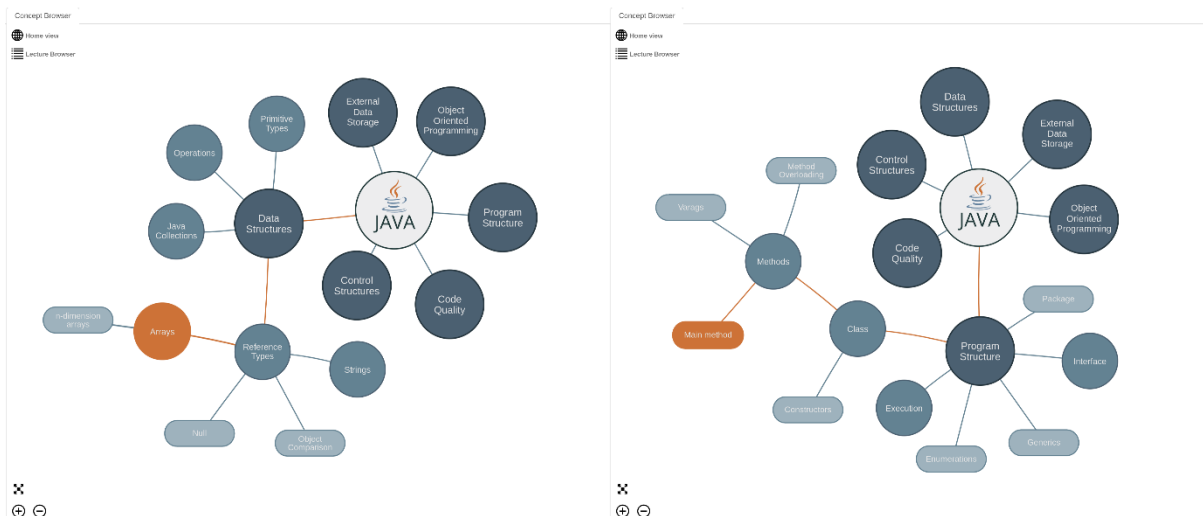 Concept Browser
Home view
Lecture Browser
External
Data
Storage
Object
Oriented
Programming
Primitive
Types
Operations
Java
Collections
Data
Structures
JAVA
Program
Structure
Control
Structures
Code
Quality
n-dimension
arrays
Arrays
Reference
Types
Strings
Null
Object
Comparison
Concept Browser
Home view
Lecture Browser
Data
Structures
External
Data
Storage
Control
Structures
Method
Overloading
Varags
JAVA
Object
Oriented
Programming
Code
Quality
Methods
Package
Main method
Class
Program
Structure
Interface
Constructors
Execution
Generics
Enumerations